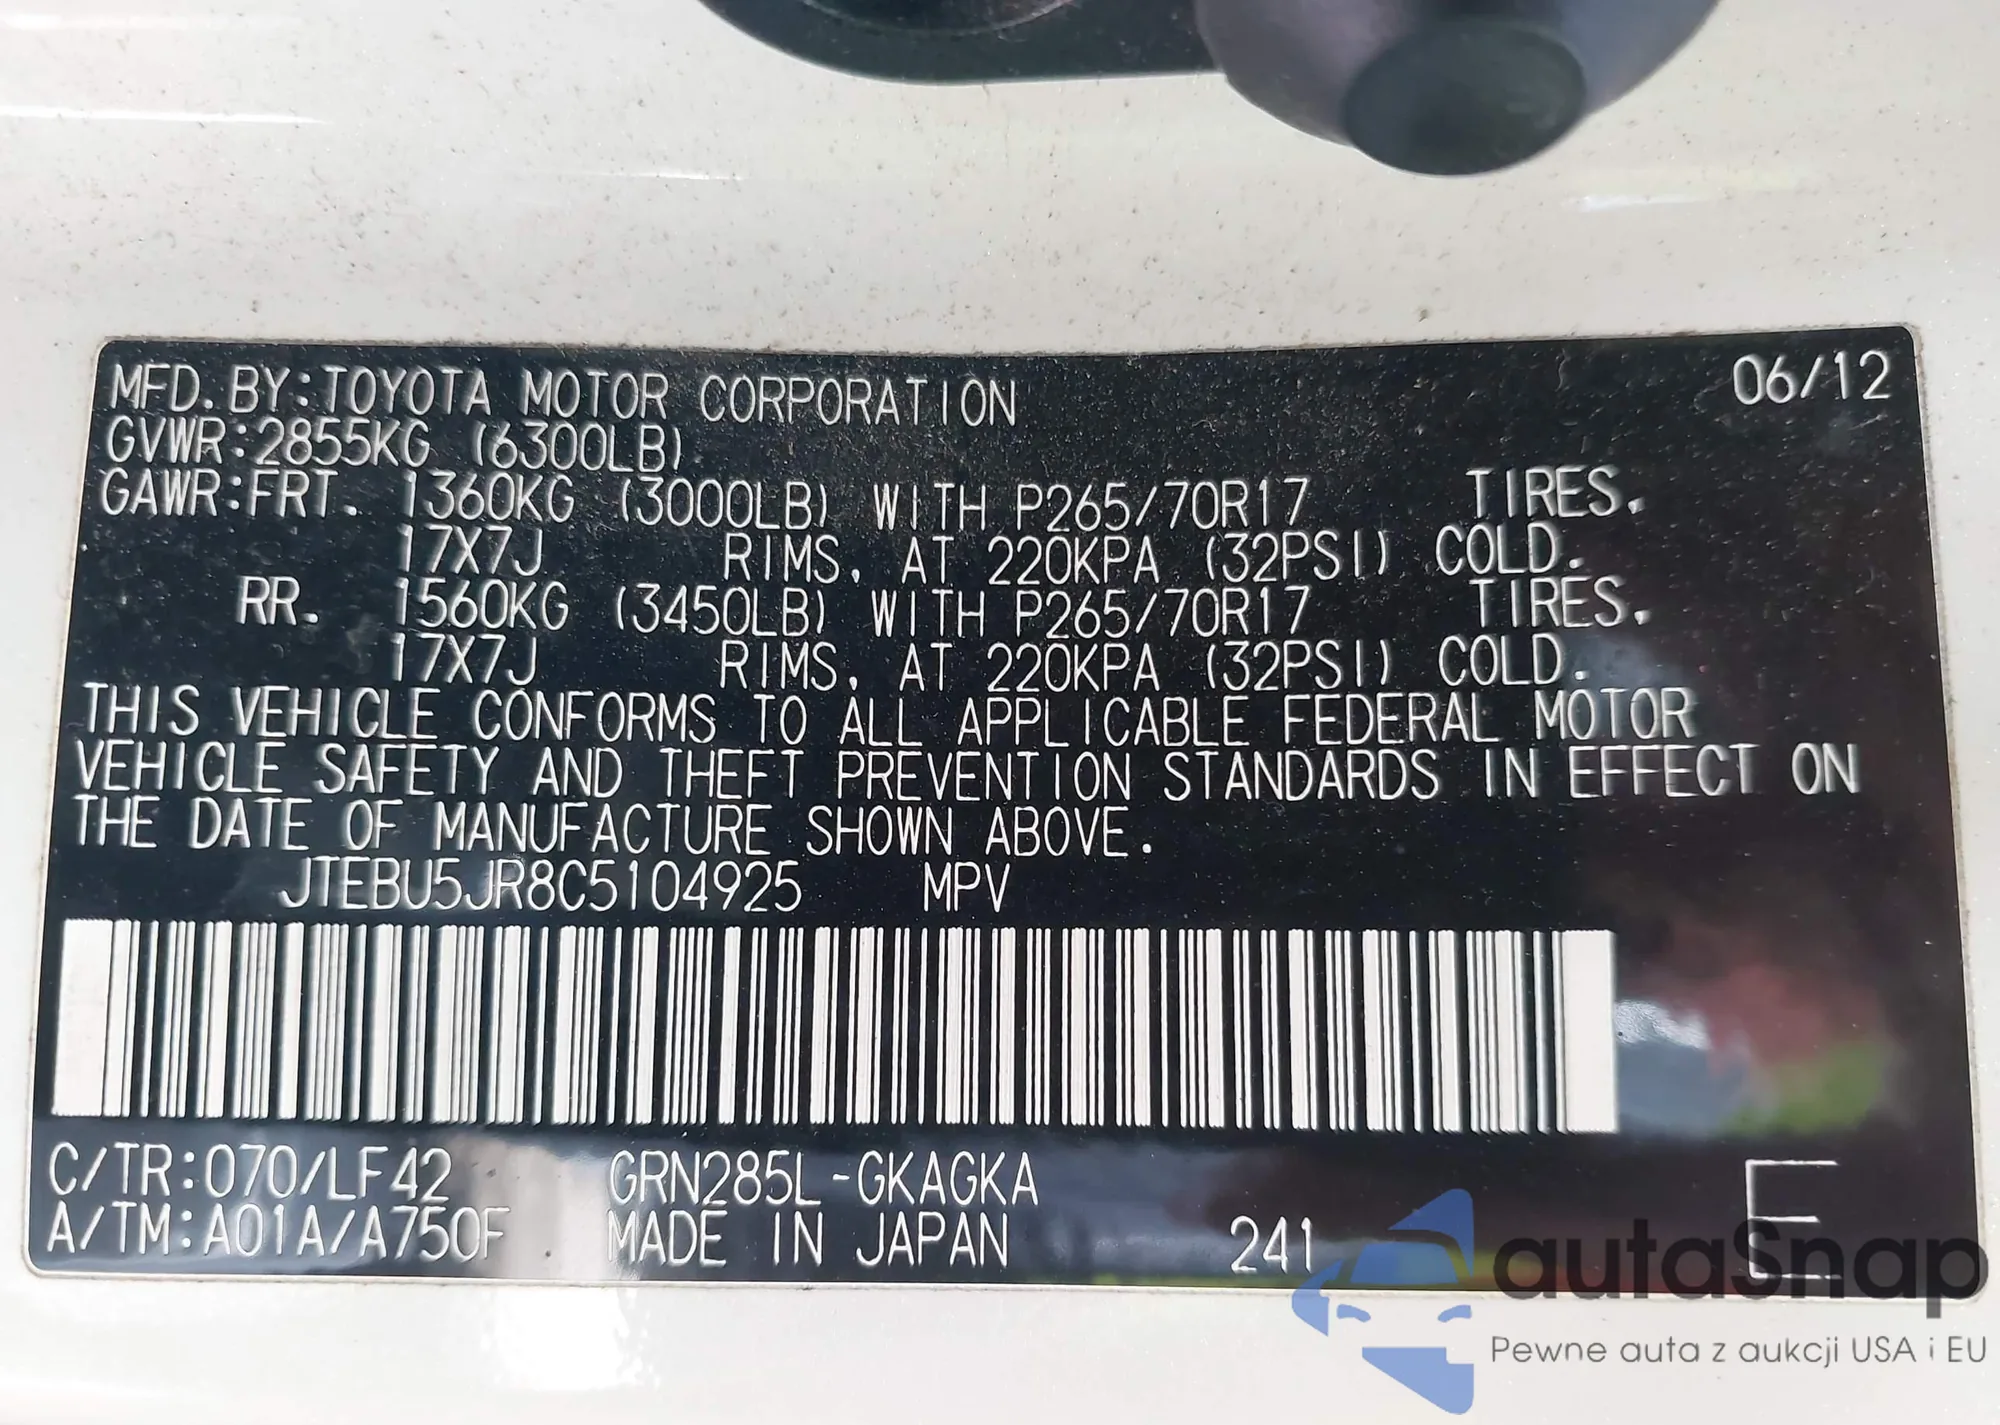 MFD. BY:TOYOTA MOTOR CORPORATION 06/12
GVWR:2855KG (6300LB)
GAWR:FRT. 1360KG (3000LB) WITH P265/70R17 TIRES,
17X7J RIMS, AT 220KPA (32PSI) COLD.
RR. 1560KG (3450LB) WITH P265/70R17 TIRES,
17X7J RIMS, AT 220KPA (32PSI) COLD.
THIS VEHICLE CONFORMS TO ALL APPLICABLE FEDERAL MOTOR
VEHICLE SAFETY AND THEFT PREVENTION STANDARDS IN EFFECT ON
THE DATE OF MANUFACTURE SHOWN ABOVE.
JTEBU5JR8C5104925 MPV
C/TR:070/LF42 GRN285L-GKAGKA
A/TM:A01A/A750F MADE IN JAPAN 241 E
autaSnap
Pewne auta z aukcji USA i EU